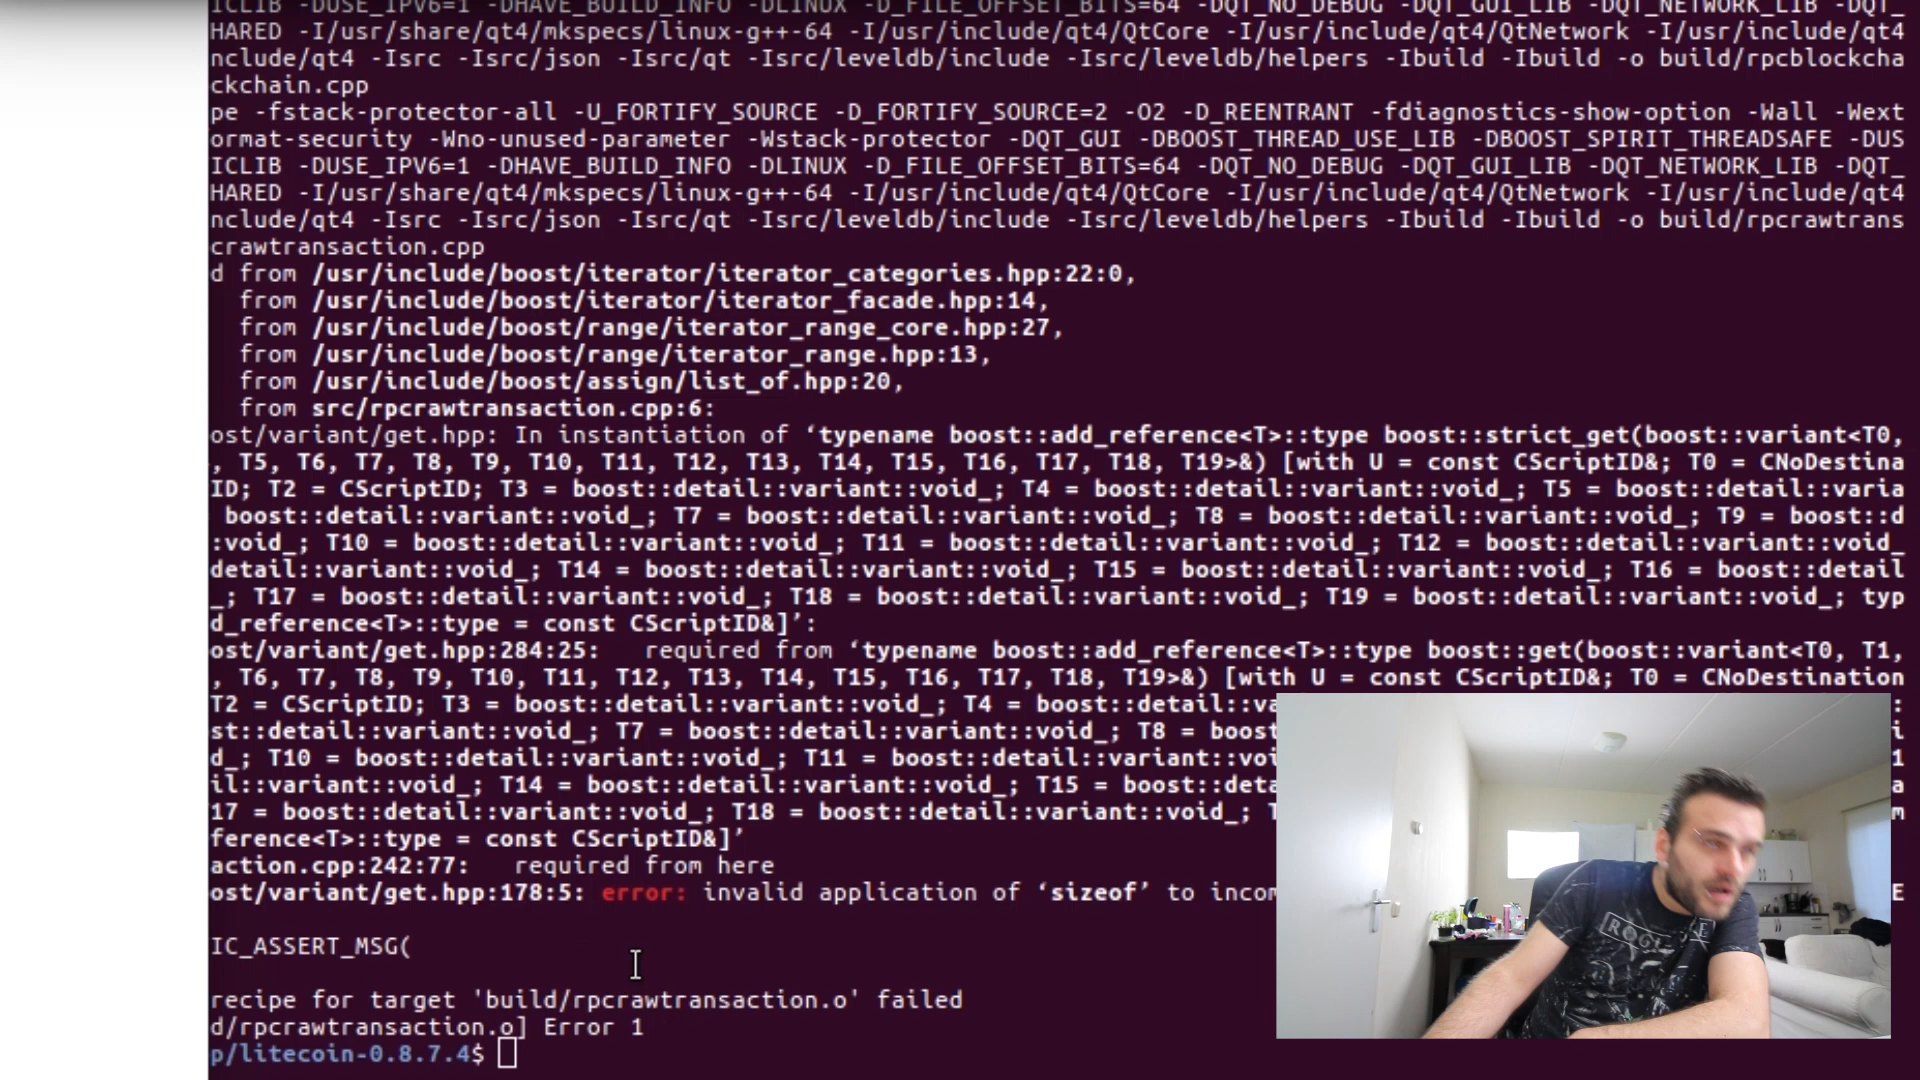 ICLIB -DUSE_IPV6=1 -DHAVE_BUILD_INFO -DLINUX -D_FILE_OFFSET_BITS=64 -DQT_NO_DEBUG -DQT_GUI_LIB -DQT_NETWORK_LIB -DQT_
HARED -I/usr/share/qt4/mkspecs/linux-g++-64 -I/usr/include/qt4/QtCore -I/usr/include/qt4/QtNetwork -I/usr/include/qt4
nclude/qt4 -Isrc -Isrc/json -Isrc/qt -Isrc/leveldb/include -Isrc/leveldb/helpers -Ibuild -Ibuild -o build/rpcblockcha
ckchain.cpp
pe -fstack-protector-all -U_FORTIFY_SOURCE -D_FORTIFY_SOURCE=2 -O2 -D_REENTRANT -fdiagnostics-show-option -Wall -Wext
ormat-security -Wno-unused-parameter -Wstack-protector -DQT_GUI -DBOOST_THREAD_USE_LIB -DBOOST_SPIRIT_THREADSAFE -DUS
ICLIB -DUSE_IPV6=1 -DHAVE_BUILD_INFO -DLINUX -D_FILE_OFFSET_BITS=64 -DQT_NO_DEBUG -DQT_GUI_LIB -DQT_NETWORK_LIB -DQT_
HARED -I/usr/share/qt4/mkspecs/linux-g++-64 -I/usr/include/qt4/QtCore -I/usr/include/qt4/QtNetwork -I/usr/include/qt4
nclude/qt4 -Isrc -Isrc/json -Isrc/qt -Isrc/leveldb/include -Isrc/leveldb/helpers -Ibuild -Ibuild -o build/rpcrawtrans
crawtransaction.cpp
d from /usr/include/boost/iterator/iterator_categories.hpp:22:0,
from /usr/include/boost/iterator/iterator_facade.hpp:14,
from /usr/include/boost/range/iterator_range_core.hpp:27,
from /usr/include/boost/range/iterator_range.hpp:13,
from /usr/include/boost/assign/list_of.hpp:20,
from src/rpcrawtransaction.cpp:6:
ost/variant/get.hpp: In instantiation of ‘typename boost::add_reference<T>::type boost::strict_get(boost::variant<T0,
, T5, T6, T7, T8, T9, T10, T11, T12, T13, T14, T15, T16, T17, T18, T19>&) [with U = const CScriptID&; T0 = CNoDestina
ID; T2 = CScriptID; T3 = boost::detail::variant::void_; T4 = boost::detail::variant::void_; T5 = boost::detail::varia
boost::detail::variant::void_; T7 = boost::detail::variant::void_; T8 = boost::detail::variant::void_; T9 = boost::d
:void_; T10 = boost::detail::variant::void_; T11 = boost::detail::variant::void_; T12 = boost::detail::variant::void_
detail::variant::void_; T14 = boost::detail::variant::void_; T15 = boost::detail::variant::void_; T16 = boost::detail
_; T17 = boost::detail::variant::void_; T18 = boost::detail::variant::void_; T19 = boost::detail::variant::void_; typ
d_reference<T>::type = const CScriptID&]’:
ost/variant/get.hpp:284:25:   required from ‘typename boost::add_reference<T>::type boost::get(boost::variant<T0, T1,
, T6, T7, T8, T9, T10, T11, T12, T13, T14, T15, T16, T17, T18, T19>&) [with U = const CScriptID&; T0 = CNoDestination
T2 = CScriptID; T3 = boost::detail::variant::void_; T4 = boost::detail::va :
st::detail::variant::void_; T7 = boost::detail::variant::void_; T8 = boost i
d_; T10 = boost::detail::variant::void_; T11 = boost::detail::variant::voi 1
il::variant::void_; T14 = boost::detail::variant::void_; T15 = boost::deta a
17 = boost::detail::variant::void_; T18 = boost::detail::variant::void_; T m
ference<T>::type = const CScriptID&]’
action.cpp:242:77:   required from here
ost/variant/get.hpp:178:5: error: invalid application of ‘sizeof’ to incom E
IC_ASSERT_MSG(
recipe for target 'build/rpcrawtransaction.o' failed
d/rpcrawtransaction.o] Error 1
p/litecoin-0.8.7.4$